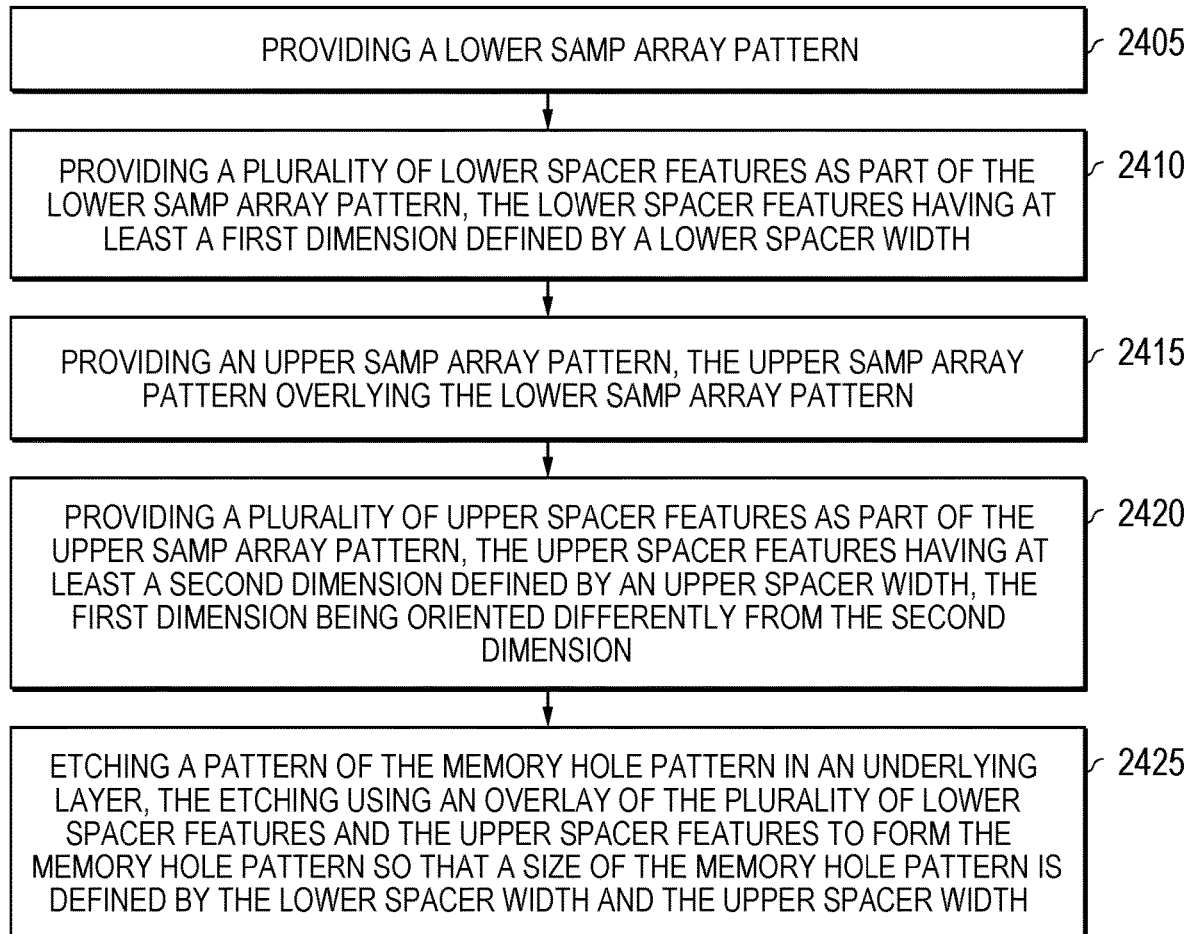 PROVIDING A LOWER SAMP ARRAY PATTERN
2405
PROVIDING A PLURALITY OF LOWER SPACER FEATURES AS PART OF THE
LOWER SAMP ARRAY PATTERN, THE LOWER SPACER FEATURES HAVING AT
LEAST A FIRST DIMENSION DEFINED BY A LOWER SPACER WIDTH
2410
PROVIDING AN UPPER SAMP ARRAY PATTERN, THE UPPER SAMP ARRAY
PATTERN OVERLYING THE LOWER SAMP ARRAY PATTERN
2415
PROVIDING A PLURALITY OF UPPER SPACER FEATURES AS PART OF THE
UPPER SAMP ARRAY PATTERN, THE UPPER SPACER FEATURES HAVING AT
LEAST A SECOND DIMENSION DEFINED BY AN UPPER SPACER WIDTH, THE
FIRST DIMENSION BEING ORIENTED DIFFERENTLY FROM THE SECOND
DIMENSION
2420
ETCHING A PATTERN OF THE MEMORY HOLE PATTERN IN AN UNDERLYING
LAYER, THE ETCHING USING AN OVERLAY OF THE PLURALITY OF LOWER
SPACER FEATURES AND THE UPPER SPACER FEATURES TO FORM THE
MEMORY HOLE PATTERN SO THAT A SIZE OF THE MEMORY HOLE PATTERN IS
DEFINED BY THE LOWER SPACER WIDTH AND THE UPPER SPACER WIDTH
2425